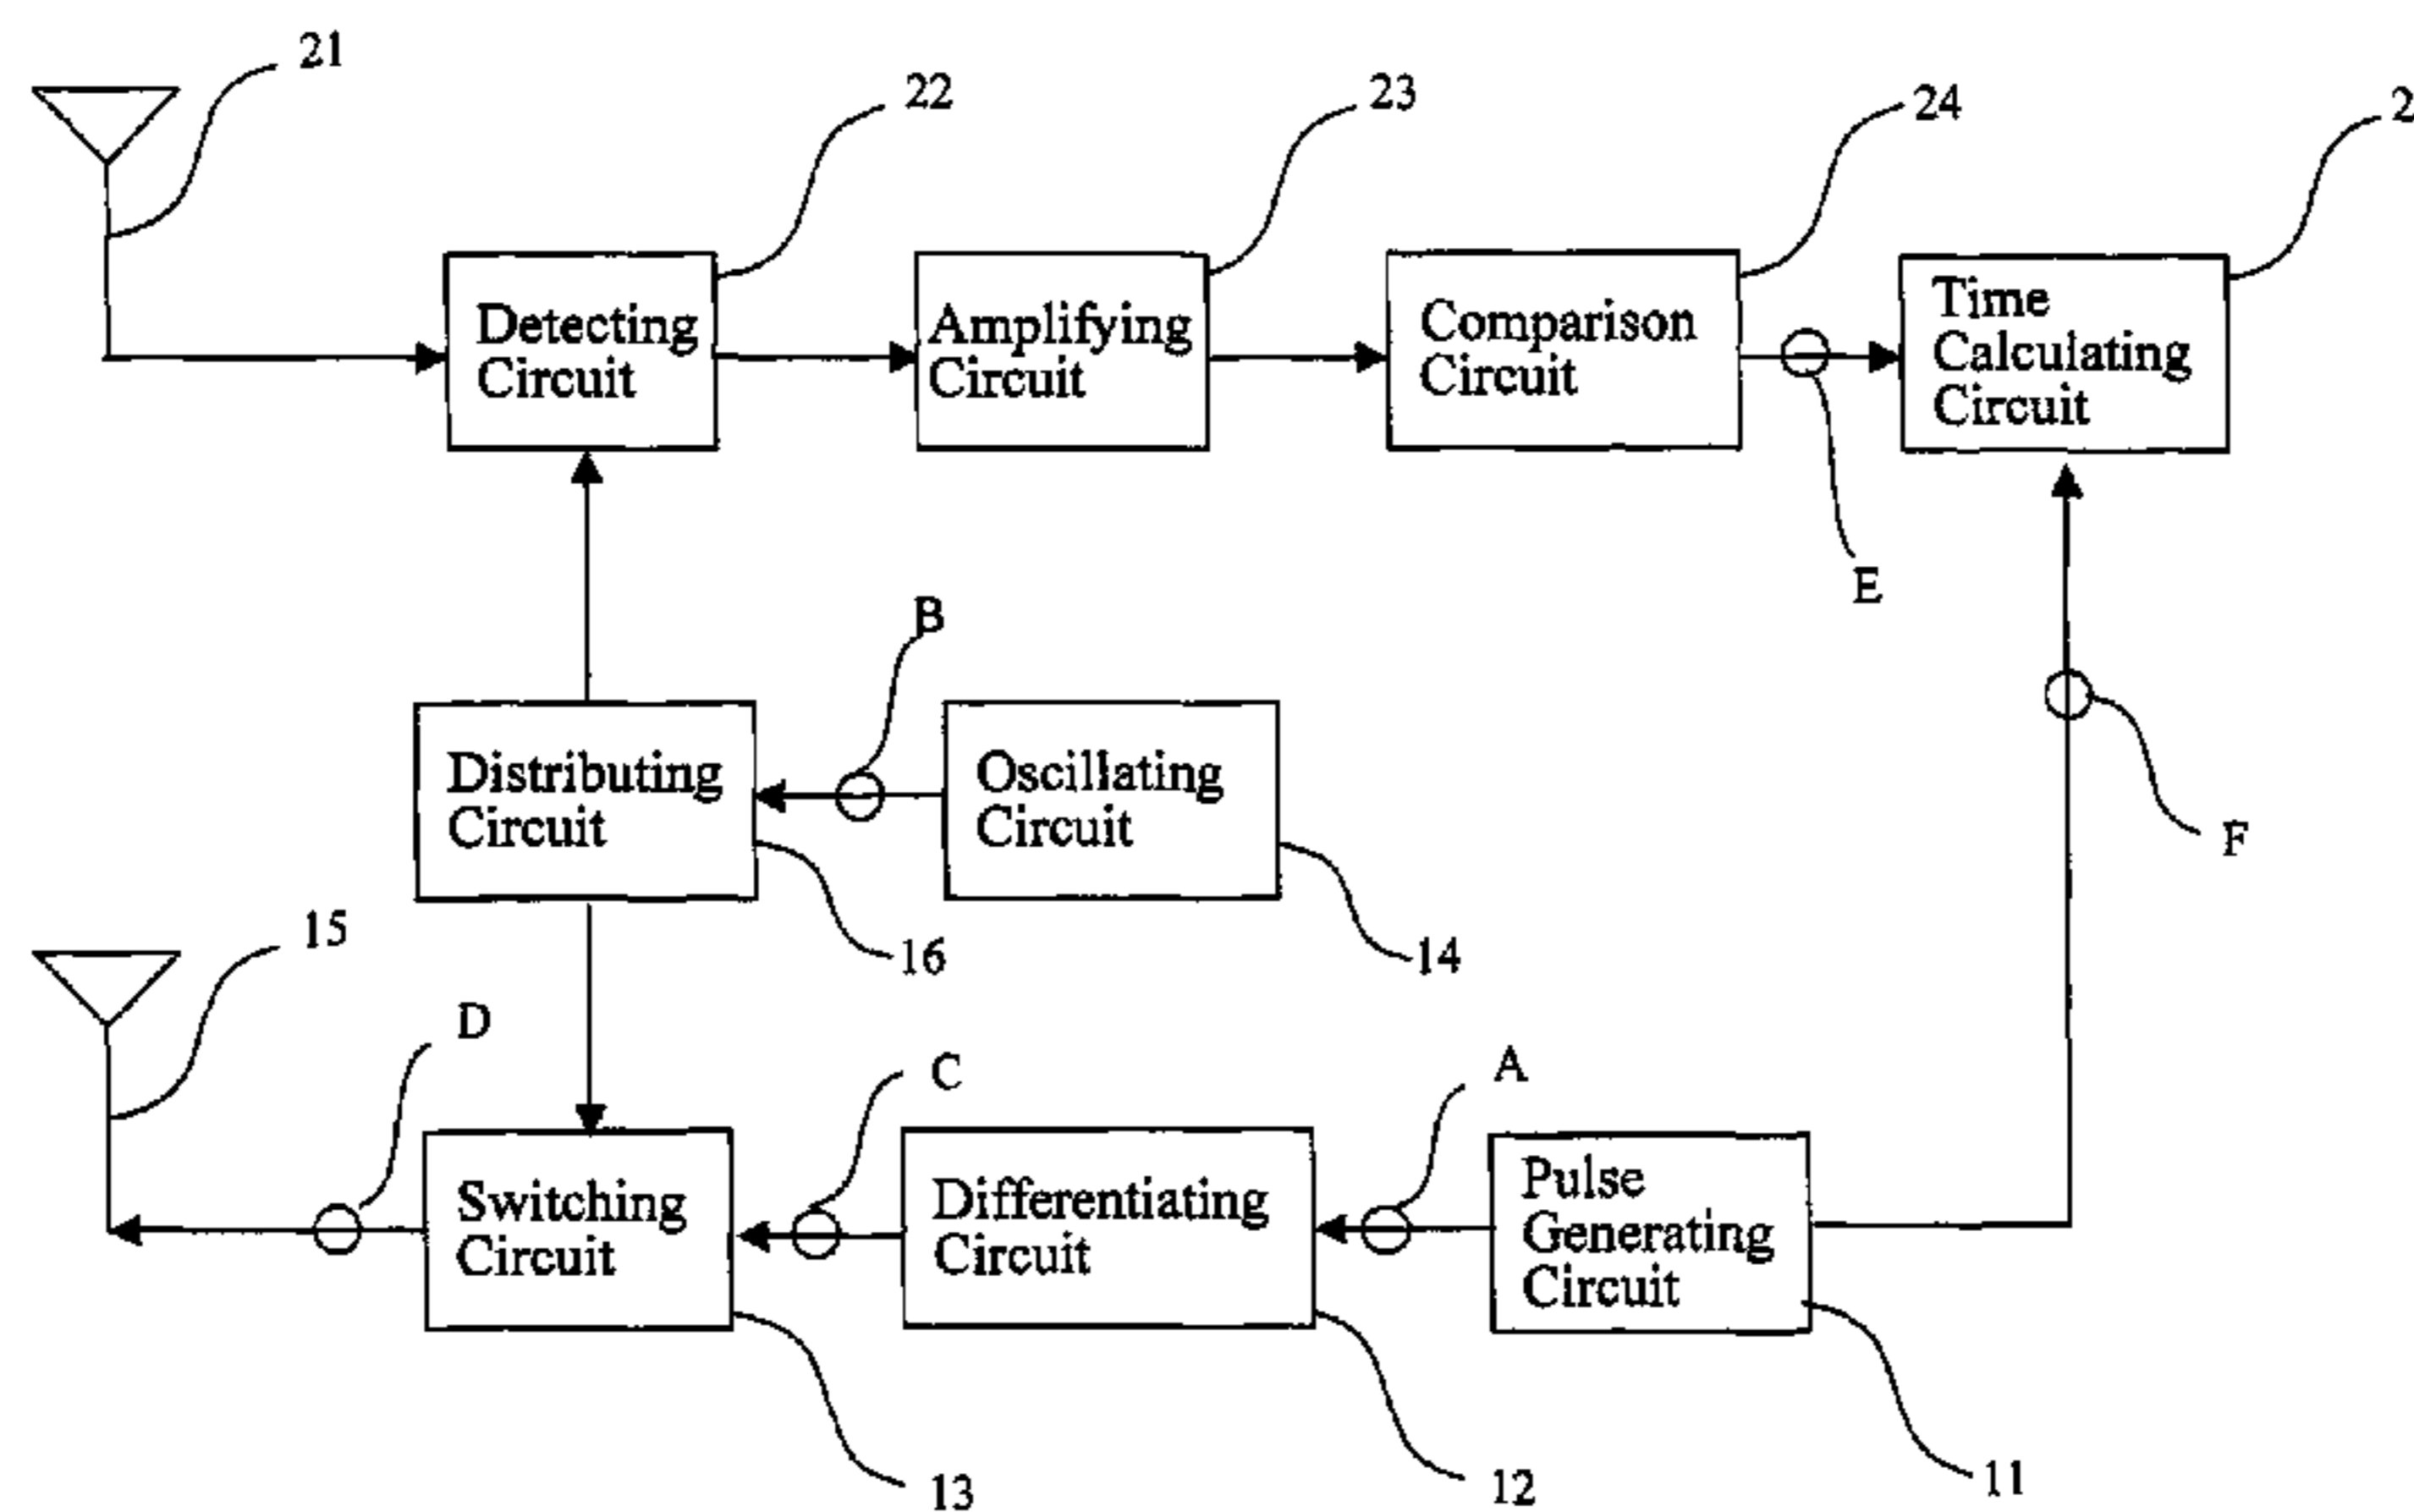 21
22
23
24
2
Detecting
Circuit
Amplifying
Circuit
Comparison
Circuit
Time
Calculating
Circuit
E
B
Distributing
Circuit
Oscillating
Circuit
F
16
14
15
D
C
A
Switching
Circuit
Differentiating
Circuit
Pulse
Generating
Circuit
13
12
11